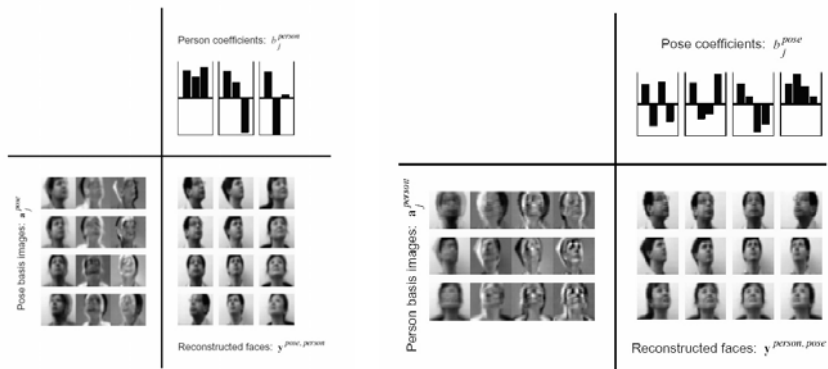 Person coefficients: b_j^person
Pose basis images: a_j^pose
Reconstructed faces: y^pose, person
Pose coefficients: b_j^pose
Person basis images: a_j^person
Reconstructed faces: y^person, pose